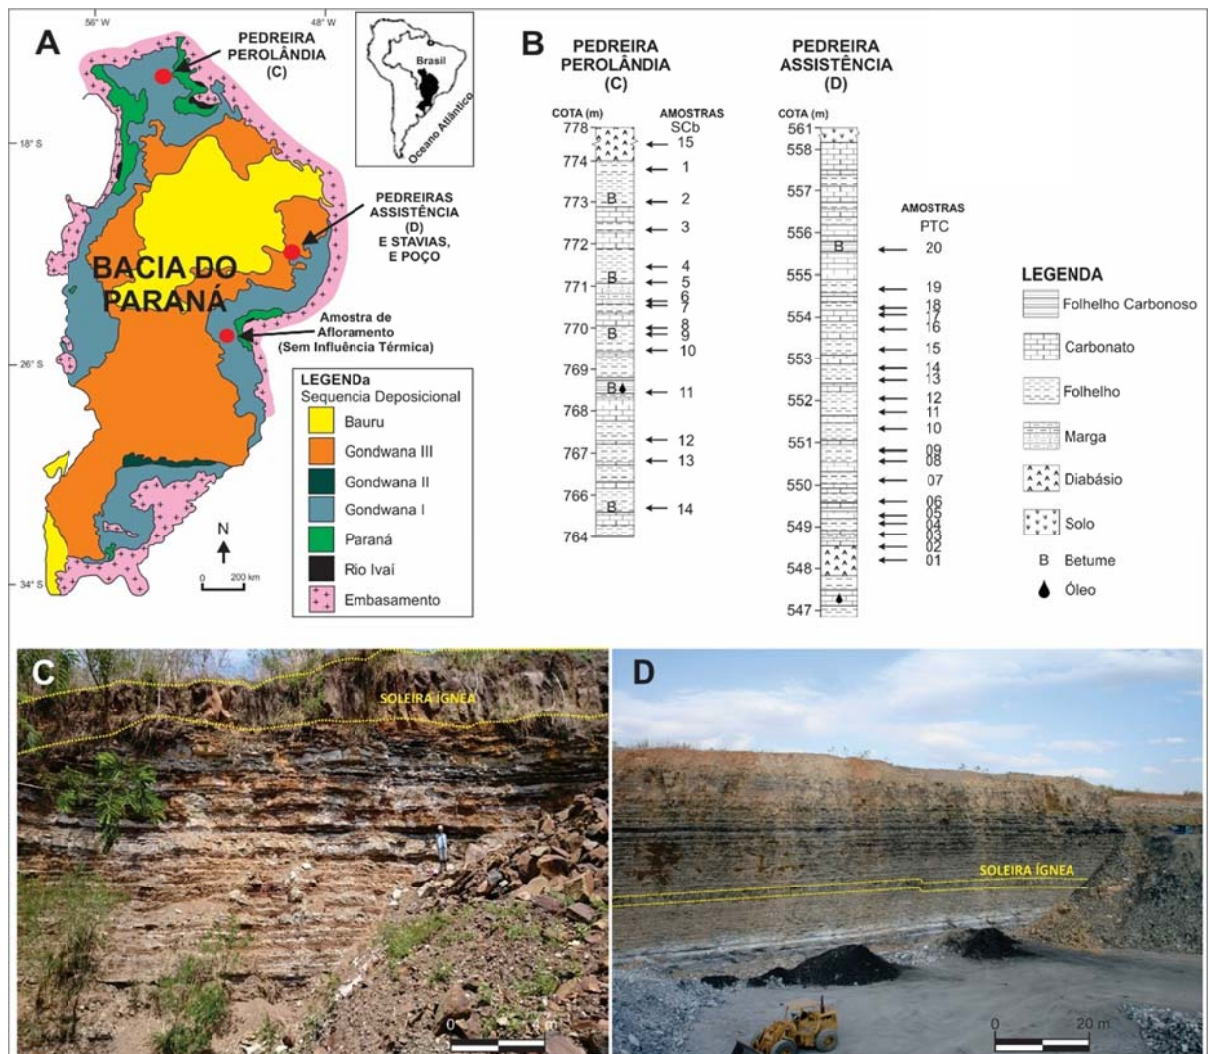 56° W
48° W
A
PEDREIRA
PEROLÂNDIA
(C)
Brasil
Oceano Atlântico
18° S
PEDREIRAS
ASSISTÊNCIA
(D)
E STAVIAS,
E POÇO
BACIA DO
PARANÁ
Amostra de
Afloramento
(Sem Influência Térmica)
26° S
34° S
N
0 200 km
LEGENDa
Sequencia Deposicional
Bauru
Gondwana III
Gondwana II
Gondwana I
Paraná
Rio Ivaí
Embasamento
B
PEDREIRA
PEROLÂNDIA
(C)
COTA (m)
AMOSTRAS
SCb
778
774
773
772
771
770
769
768
767
766
764
15
1
2
3
4
5
6
7
8
9
10
11
12
13
14
B
B
B
B
B
PEDREIRA
ASSISTÊNCIA
(D)
COTA (m)
561
558
557
556
555
554
553
552
551
550
549
548
547
B
AMOSTRAS
PTC
20
19
18
17
16
15
14
13
12
11
10
09
08
07
06
05
04
03
02
01
LEGENDA
Folhelho Carbonoso
Carbonato
Folhelho
Marga
Diabásio
Solo
B Betume
Óleo
C
SOLEIRA ÍGNEA
0 4 m
D
SOLEIRA ÍGNEA
0 20 m